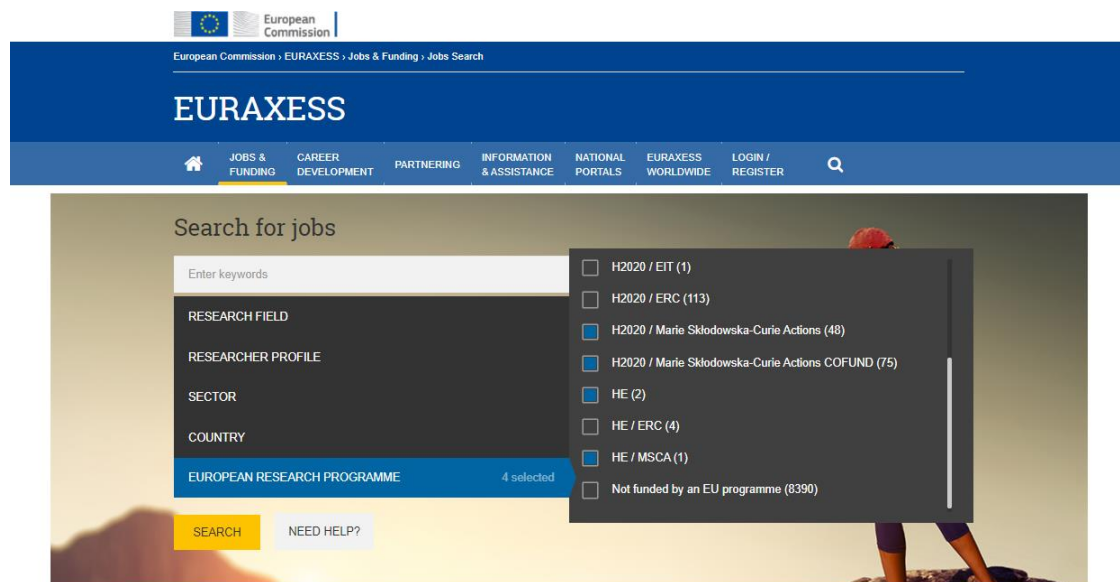 European
Commission
European Commission › EURAXESS › Jobs & Funding › Jobs Search
EURAXESS
JOBS &
FUNDING
CAREER
DEVELOPMENT
PARTNERING
INFORMATION
& ASSISTANCE
NATIONAL
PORTALS
EURAXESS
WORLDWIDE
LOGIN /
REGISTER
Search for jobs
Enter keywords
RESEARCH FIELD
RESEARCHER PROFILE
SECTOR
COUNTRY
EUROPEAN RESEARCH PROGRAMME 4 selected
H2020 / EIT (1)
H2020 / ERC (113)
H2020 / Marie Skłodowska-Curie Actions (48)
H2020 / Marie Skłodowska-Curie Actions COFUND (75)
HE (2)
HE / ERC (4)
HE / MSCA (1)
Not funded by an EU programme (8390)
SEARCH
NEED HELP?